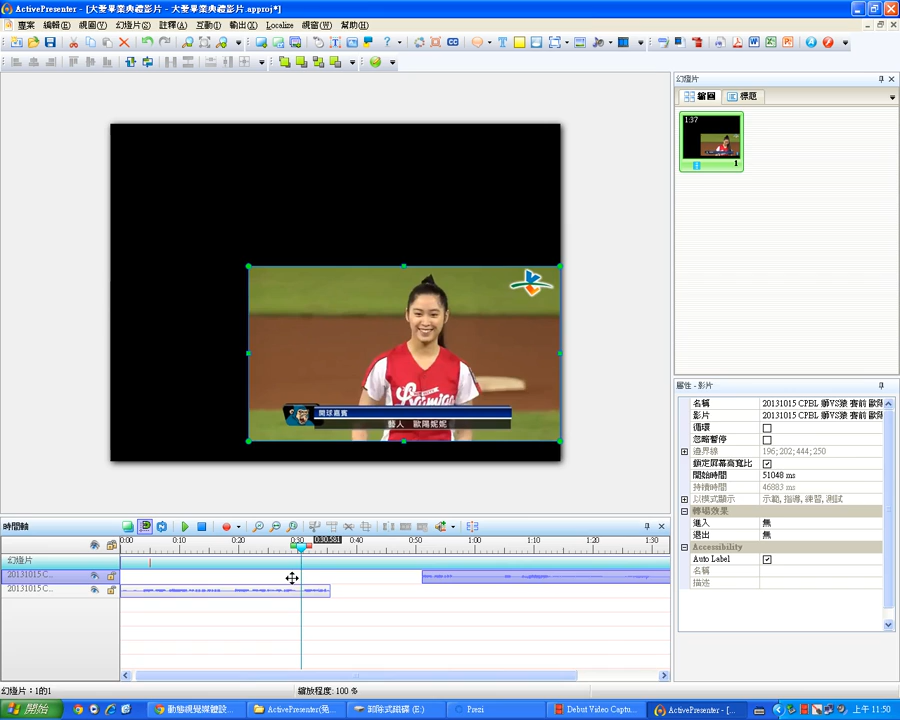 ActivePresenter - [大愛畢業典禮影片 - 大愛畢業典禮影片.approj*]
專案 編輯(E) 視圖(V) 幻燈片(S) 註釋(A) 互動(I) 輸出(X) Localize 視窗(W) 幫助(H)
幻燈片
縮圖 標題
1:37
1
開球嘉賓
藝人 歐陽妮妮
屬性 - 影片
名稱 20131015 CPBL 獅VS猿 賽前 歐陽
影片 20131015 CPBL 獅VS猿 賽前 歐陽
循環
忽略暫停
邊界線 196; 202; 444; 250
鎖定屏幕高寬比
開始時間 51048 ms
持續時間 46883 ms
以模式顯示 示範, 指導, 練習, 測試
轉場效果
進入 無
退出 無
Accessibility
Auto Label
名稱
描述
時間軸
0:00 0:10 0:20 0:30 0:30.581 0:40 0:50 1:00 1:10 1:20 1:30
幻燈片
20131015 C...
20131015 C...
幻燈片：1的1
縮放程度: 100 %
開始
動態視覺媒體設...
ActivePresenter(免...
卸除式磁碟 (E:)
Prezi
Debut Video Captu...
ActivePresenter - [...
上午 11:50